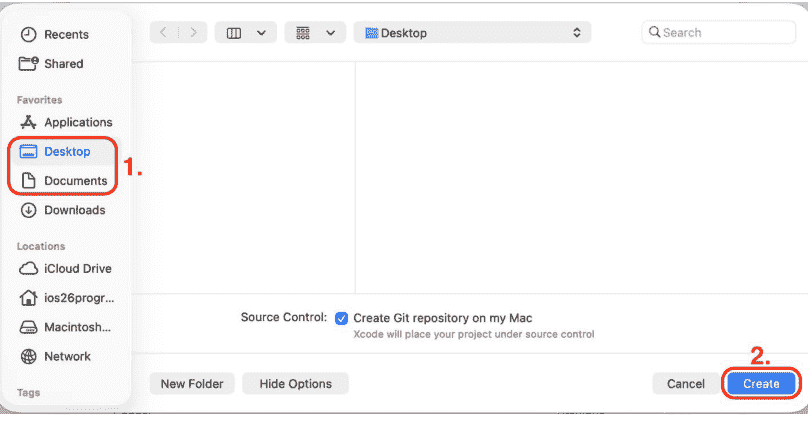 Recents
Shared
Favorites
Applications
Desktop
Documents
1.
Downloads
Locations
iCloud Drive
ios26progr...
Macintosh...
Network
Tags
Desktop
Search
Source Control:
Create Git repository on my Mac
Xcode will place your project under source control
New Folder
Hide Options
Cancel
2.
Create